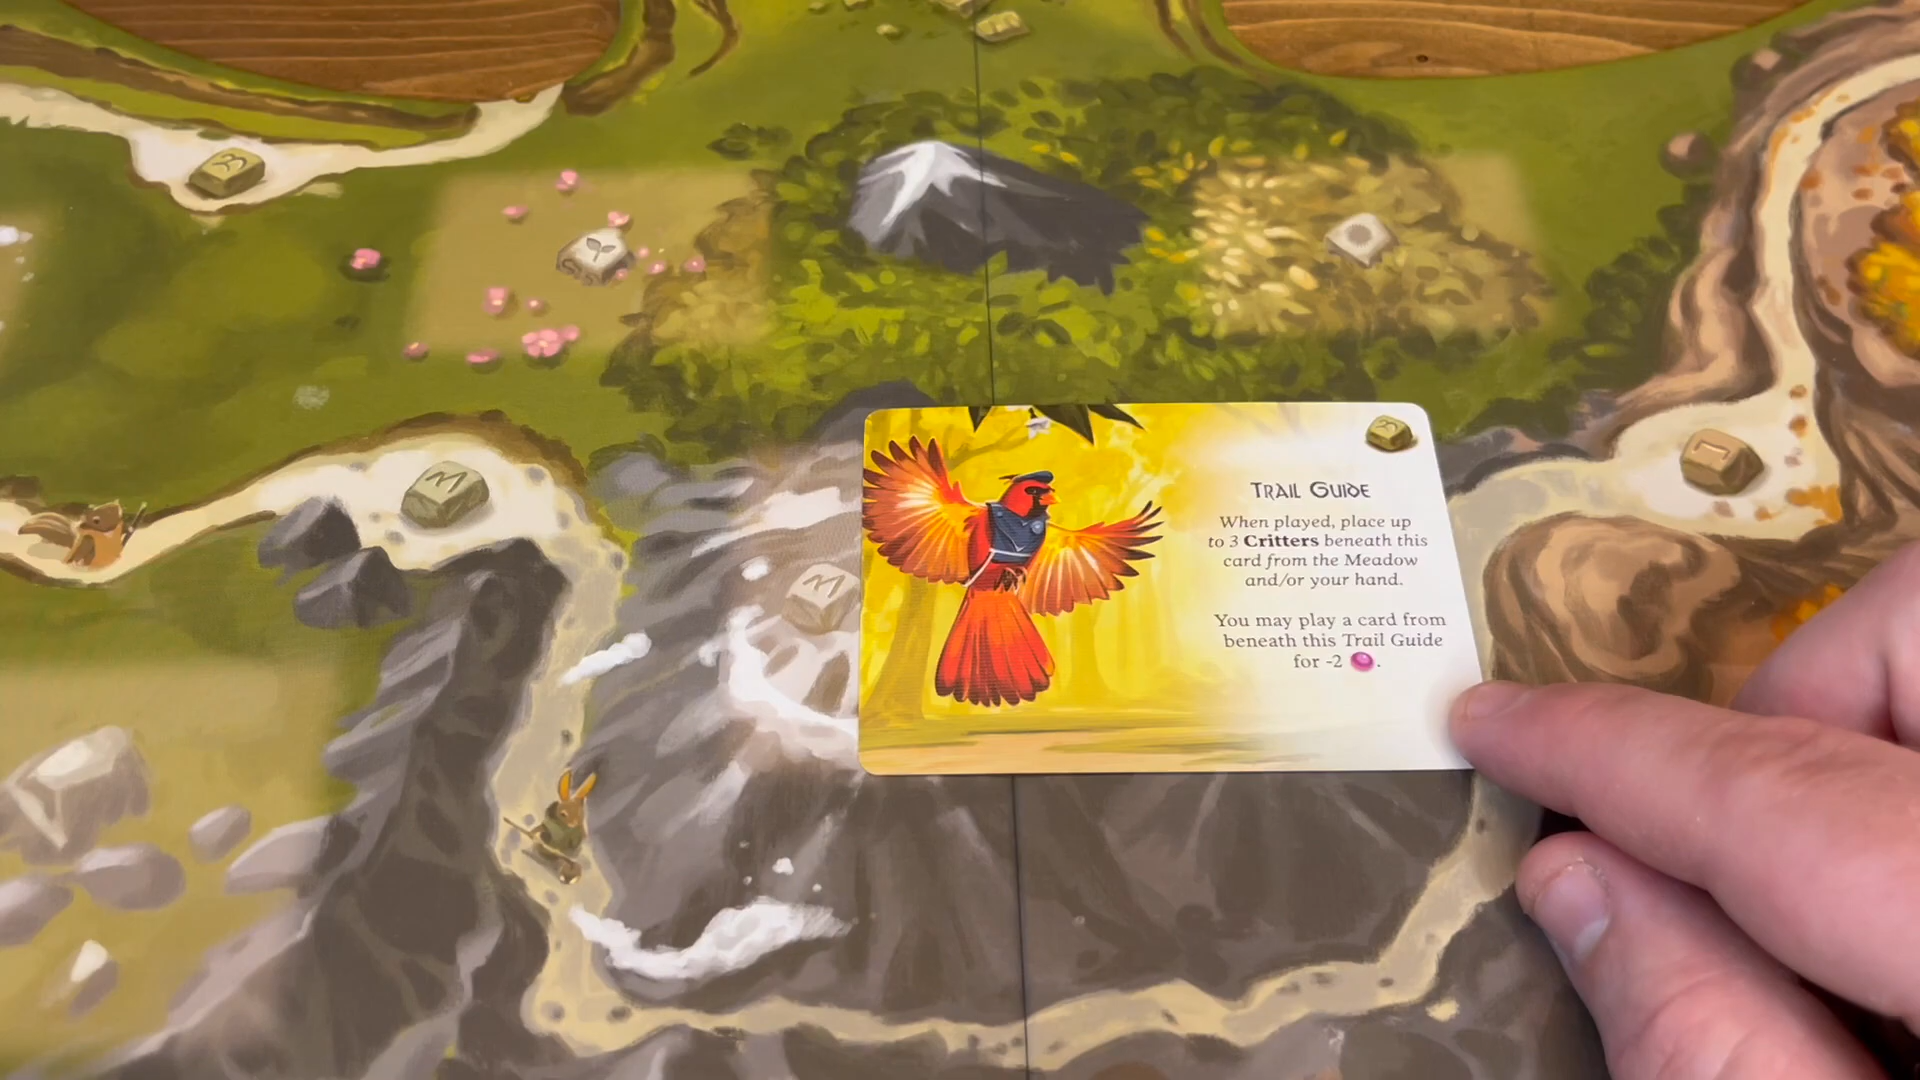 TRAIL GUIDE
When played, place up
to 3 Critters beneath this
card from the Meadow
and/or your hand.
You may play a card from
beneath this Trail Guide
for -2 .